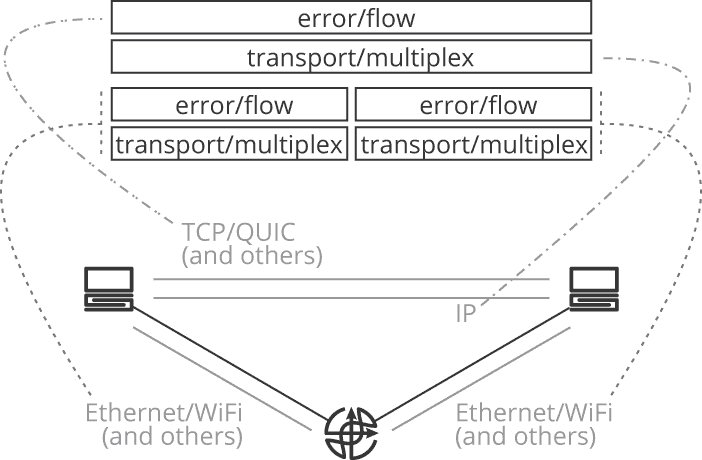 error/flow
transport/multiplex
error/flow error/flow
transport/multiplex transport/multiplex
TCP/QUIC
(and others)
IP
Ethernet/WiFi
(and others)
Ethernet/WiFi
(and others)